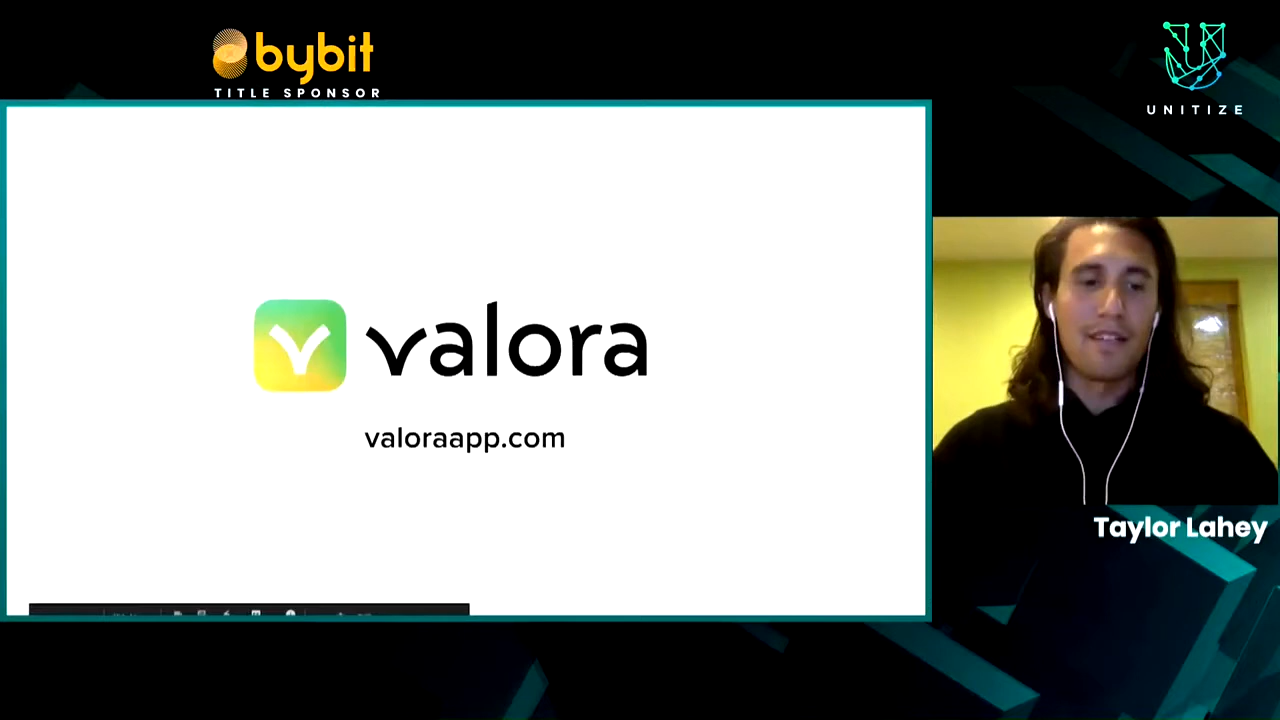 bybit
TITLE SPONSOR
UNITIZE
valora
valoraapp.com
Taylor Lahey